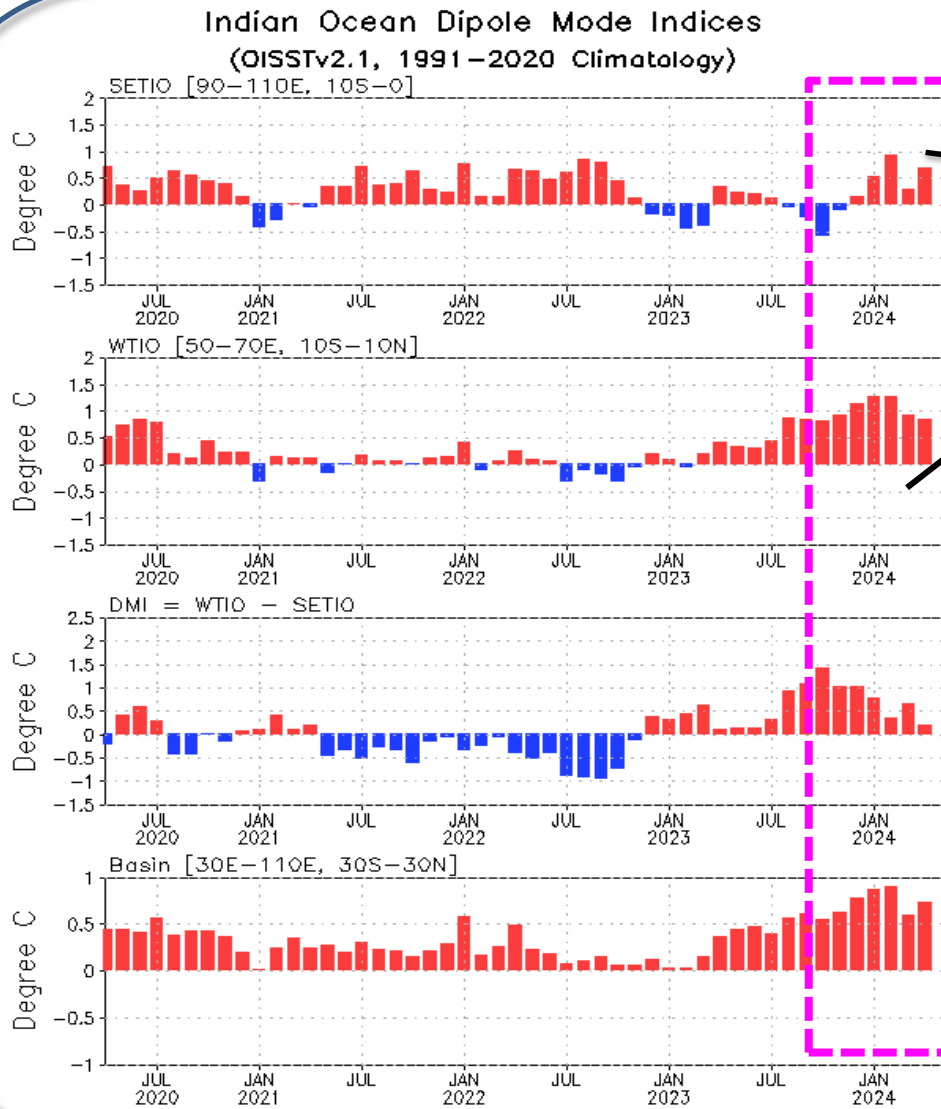 Indian Ocean Dipole Mode Indices
(OISSTv2.1, 1991-2020 Climatology)
SETIO [90-110E, 10S-0]
Degree C
2
1.5
1
0.5
0
-0.5
-1
-1.5
JUL JAN JUL JAN JUL JAN JUL JAN
2020 2021 2022 2023 2024
WTIO [50-70E, 10S-10N]
Degree C
2
1.5
1
0.5
0
-0.5
-1
-1.5
JUL JAN JUL JAN JUL JAN JUL JAN
2020 2021 2022 2023 2024
DMI = WTIO - SETIO
Degree C
2.5
2
1.5
1
0.5
0
-0.5
-1
-1.5
JUL JAN JUL JAN JUL JAN JUL JAN
2020 2021 2022 2023 2024
Basin [30E-110E, 30S-30N]
Degree C
1
0.5
0
-0.5
-1
JUL JAN JUL JAN JUL JAN JUL JAN
2020 2021 2022 2023 2024